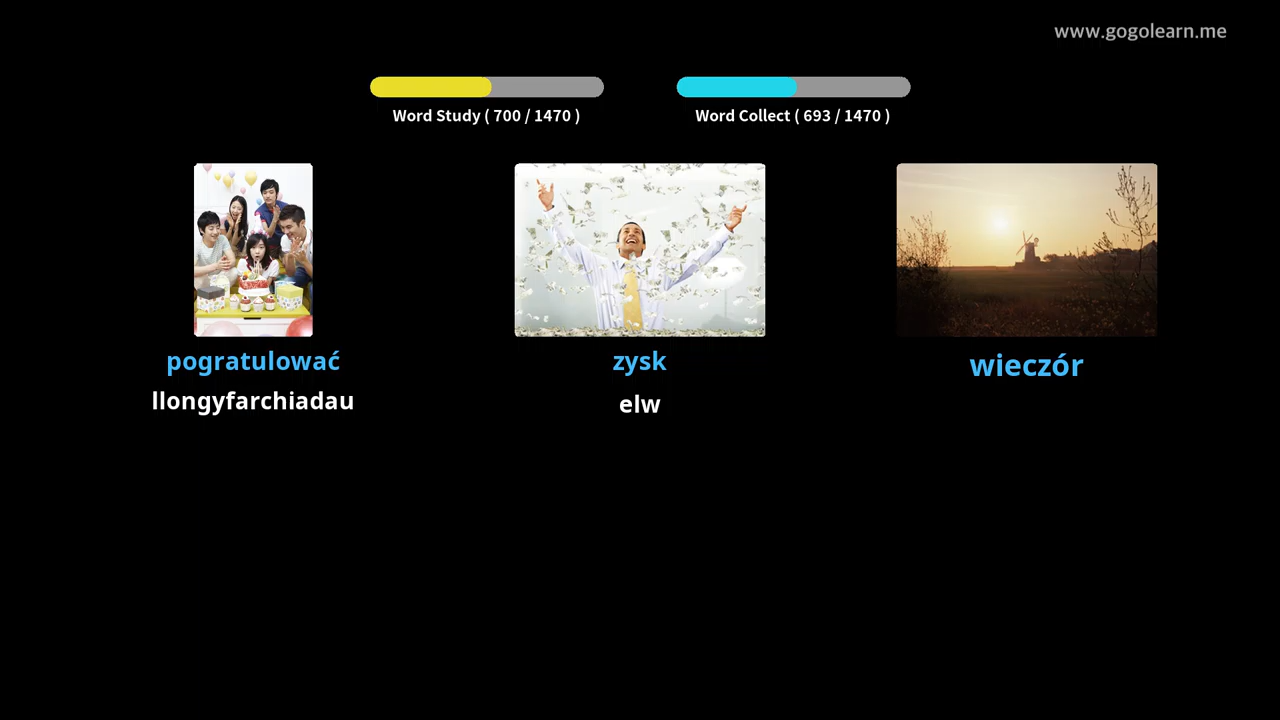 www.gogolearn.me
Word Study ( 700 / 1470 )
Word Collect ( 693 / 1470 )
pogratulować
zysk
wieczór
llongyfarchiadau
elw